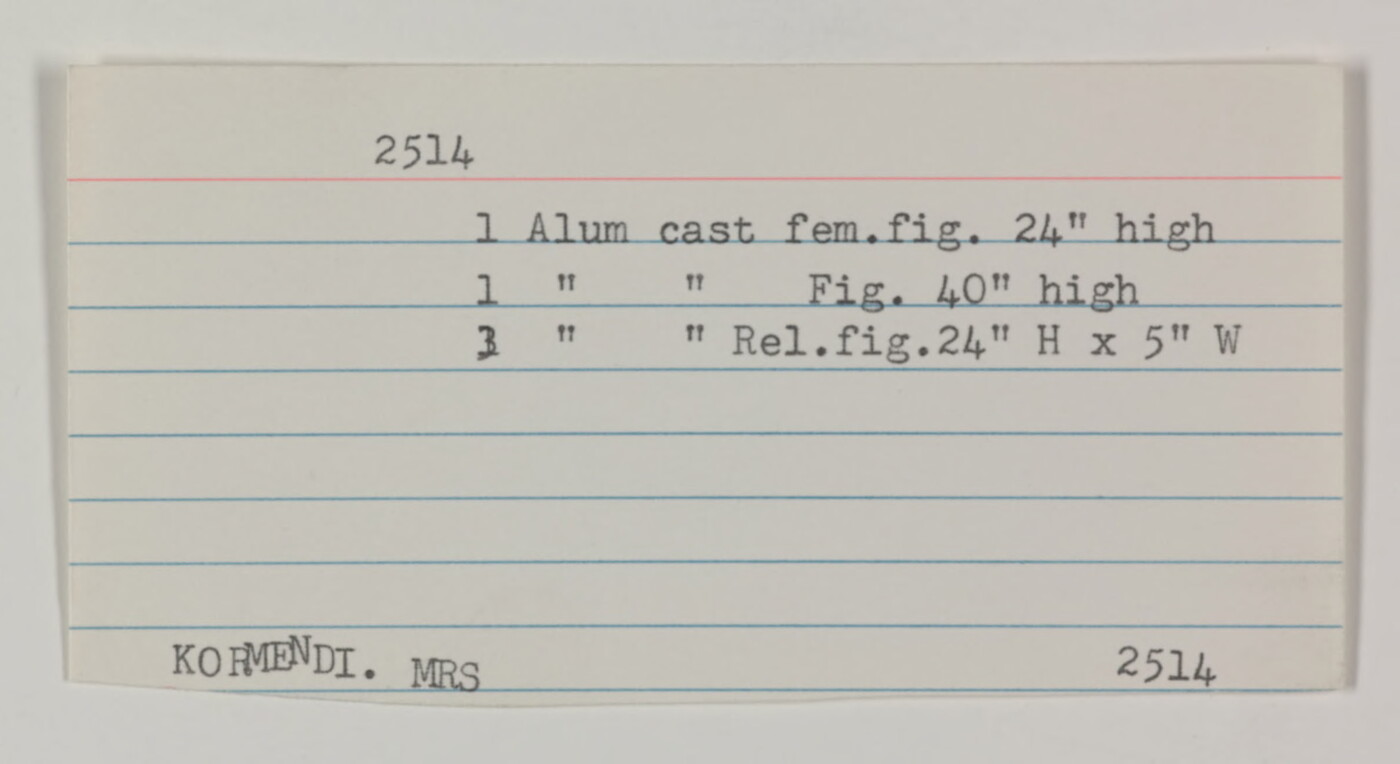 2514
1 Alum cast fem.fig. 24" high
1 " " Fig. 40" high
3 " " Rel.fig.24" H x 5" W
KORMENDI. MRS 2514